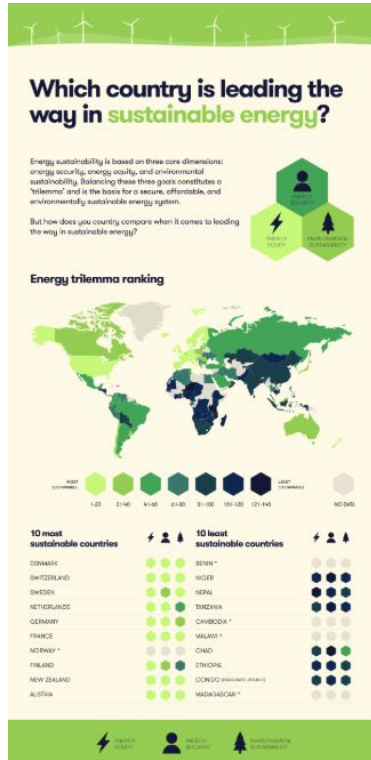 Which country is leading the
way in sustainable energy?
Energy sustainability is based on three core dimensions:
energy security, energy equity, and environmental
sustainability. Balancing these three goals constitutes a
'trilemma' and is the basis for a secure, affordable, and
environmentally sustainable energy system.
But how does you country compare when it comes to leading
the way in sustainable energy?
ENERGY
SECURITY
ENERGY
EQUITY
ENVIRONMENTAL
SUSTAINABILITY
Energy trilemma ranking
MOST
SUSTAINABLE
LEAST
SUSTAINABLE
1-20
21-40
41-60
61-80
81-100
101-120
121-140
NO DATA
10 most
sustainable countries
DENMARK
SWITZERLAND
SWEDEN
NETHERLANDS
GERMANY
FRANCE
NORWAY *
FINLAND
NEW ZEALAND
AUSTRIA
10 least
sustainable countries
BENIN *
NIGER
NEPAL
TANZANIA
CAMBODIA *
MALAWI *
CHAD
ETHIOPIA
CONGO (DEMOCRATIC REPUBLIC)
MADAGASCAR *
ENERGY
EQUITY
ENERGY
SECURITY
ENVIRONMENTAL
SUSTAINABILITY